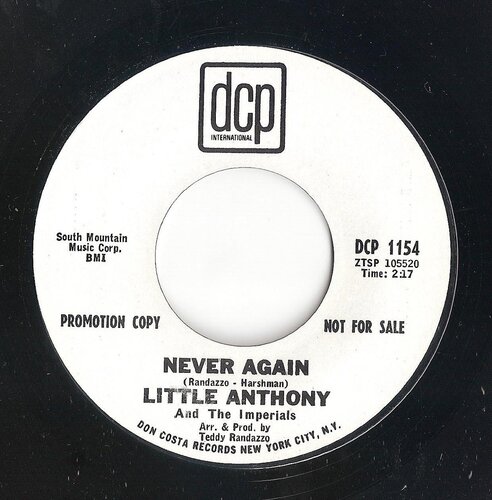 dcp
INTERNATIONAL
South Mountain
Music Corp.
BMI
DCP 1154
ZTSP 105520
Time: 2:17
PROMOTION COPY
NOT FOR SALE
NEVER AGAIN
(Randazzo - Harshman)
LITTLE ANTHONY
And The Imperials
Arr. & Prod. by
Teddy Randazzo
DON COSTA RECORDS NEW YORK CITY, N.Y.